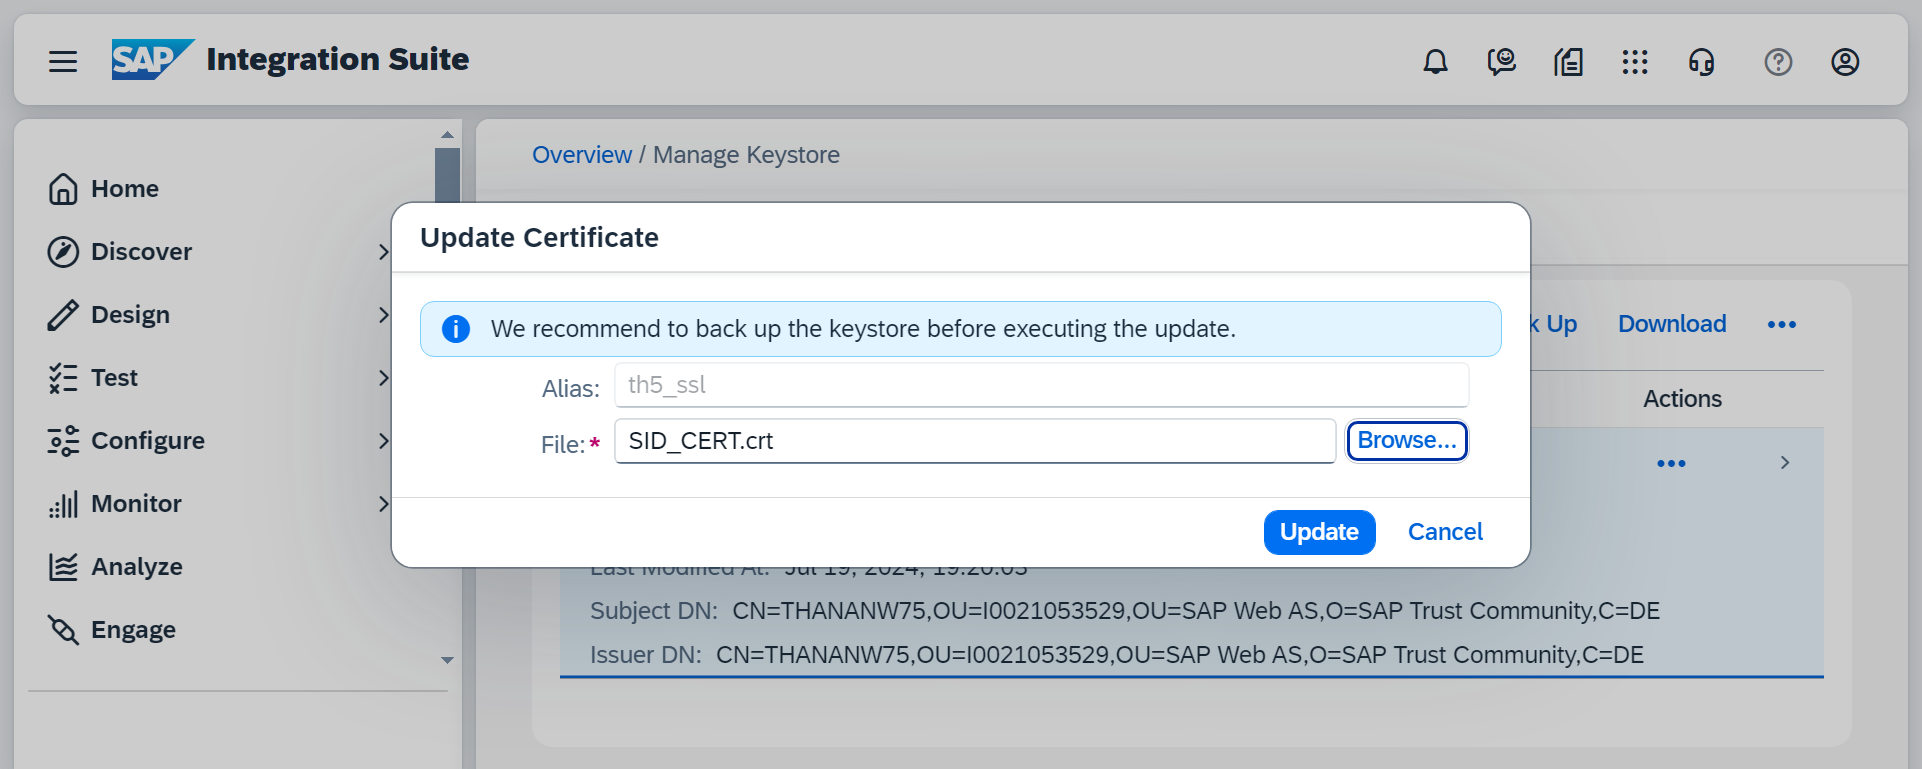 SAP Integration Suite
Overview / Manage Keystore
Home
Discover
Design
Test
Configure
Monitor
Analyze
Engage
Update Certificate
We recommend to back up the keystore before executing the update.
Alias: th5_ssl
File:* SID_CERT.crt Browse...
Update Cancel
k Up Download
Actions
Last Modified At: Jul 19, 2024, 19:26:03
Subject DN: CN=THANANW75,OU=I0021053529,OU=SAP Web AS,O=SAP Trust Community,C=DE
Issuer DN: CN=THANANW75,OU=I0021053529,OU=SAP Web AS,O=SAP Trust Community,C=DE